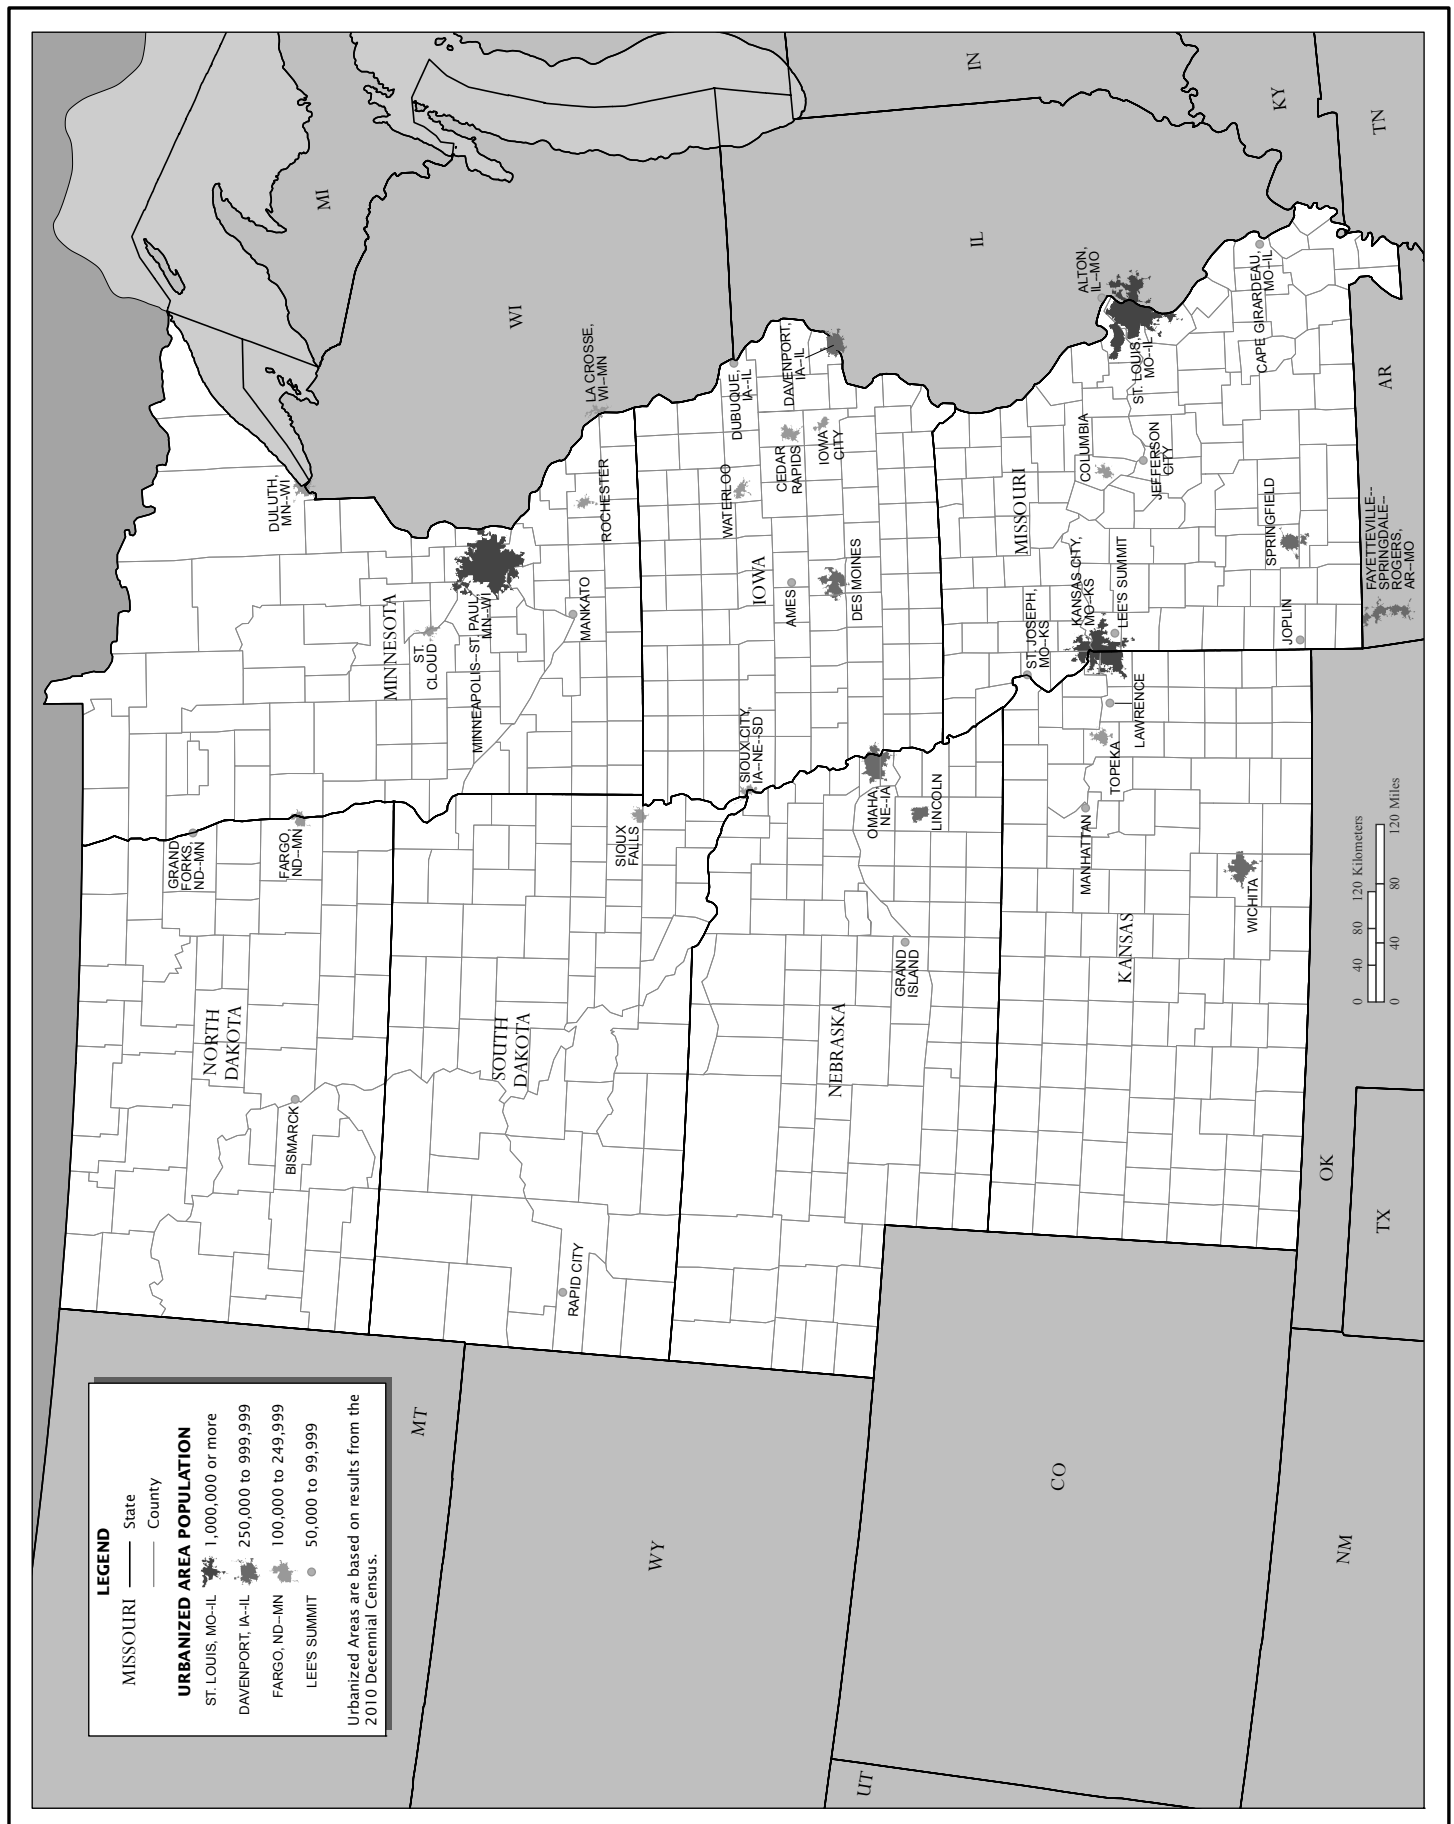 LEGEND
MISSOURI
State
County
URBANIZED AREA POPULATION
ST. LOUIS, MO--IL
1,000,000 or more
DAVENPORT, IA--IL
250,000 to 999,999
FARGO, ND--MN
100,000 to 249,999
LEE'S SUMMIT
50,000 to 99,999
Urbanized Areas are based on results from the
2010 Decennial Census.
MT
WY
UT
CO
NM
TX
OK
AR
TN
KY
IN
IL
WI
MI
NORTH
DAKOTA
BISMARCK
GRAND
FORKS,
ND--MN
FARGO,
ND--MN
MINNESOTA
DULUTH,
MN--WI
ST.
CLOUD
MINNEAPOLIS--ST. PAUL,
MN--WI
MANKATO
ROCHESTER
LA CROSSE,
WI--MN
SOUTH
DAKOTA
RAPID CITY
SIOUX
FALLS
SIOUX CITY,
IA--NE--SD
IOWA
WATERLOO
DUBUQUE,
IA--IL
AMES
CEDAR
RAPIDS
DAVENPORT,
IA--IL
IOWA
CITY
DES MOINES
NEBRASKA
OMAHA,
NE--IA
LINCOLN
GRAND
ISLAND
KANSAS
MANHATTAN
TOPEKA
LAWRENCE
WICHITA
MISSOURI
ST. JOSEPH,
MO--KS
KANSAS CITY,
MO--KS
LEE'S SUMMIT
COLUMBIA
JEFFERSON
CITY
ALTON,
IL--MO
ST. LOUIS,
MO--IL
CAPE GIRARDEAU,
MO--IL
SPRINGFIELD
JOPLIN
FAYETTEVILLE--
SPRINGDALE--
ROGERS,
AR--MO
0 40 80 120 Kilometers
0 40 80 120 Miles